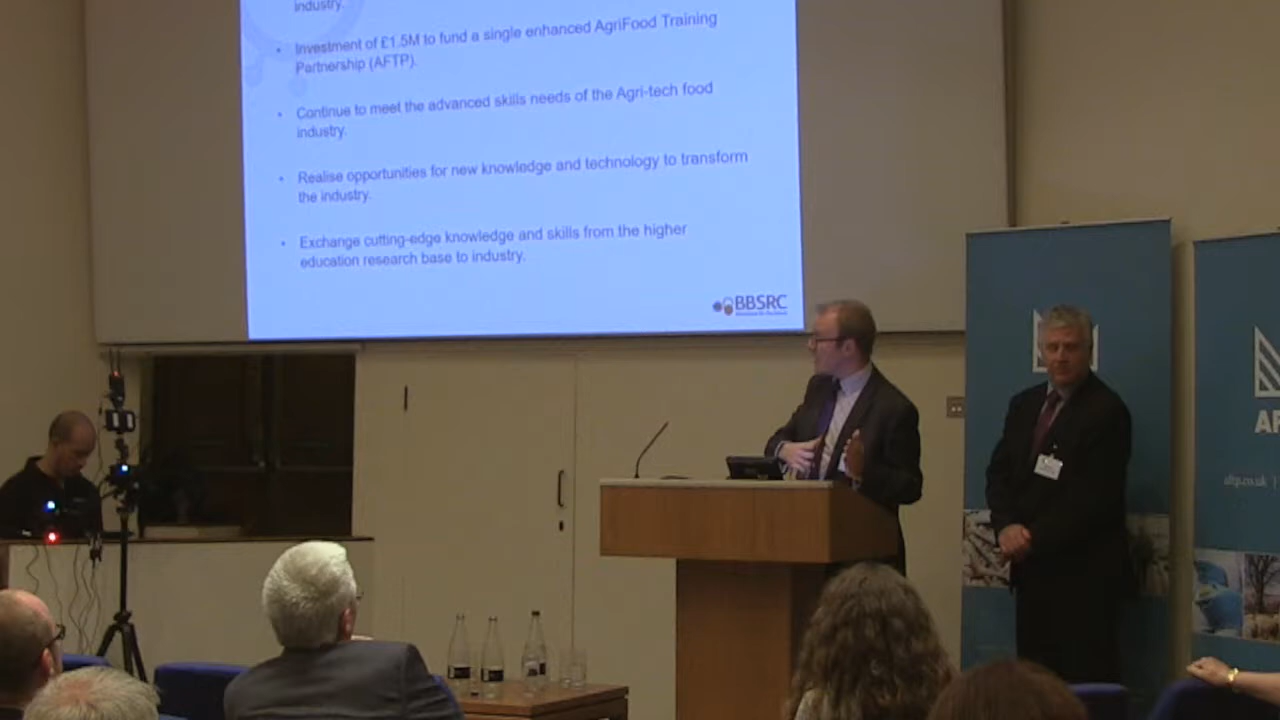 industry.
• Investment of £1.5M to fund a single enhanced AgriFood Training
Partnership (AFTP).
• Continue to meet the advanced skills needs of the Agri-tech food
industry.
• Realise opportunities for new knowledge and technology to transform
the industry.
• Exchange cutting-edge knowledge and skills from the higher
education research base to industry.
BBSRC
AF
aftp.co.uk |